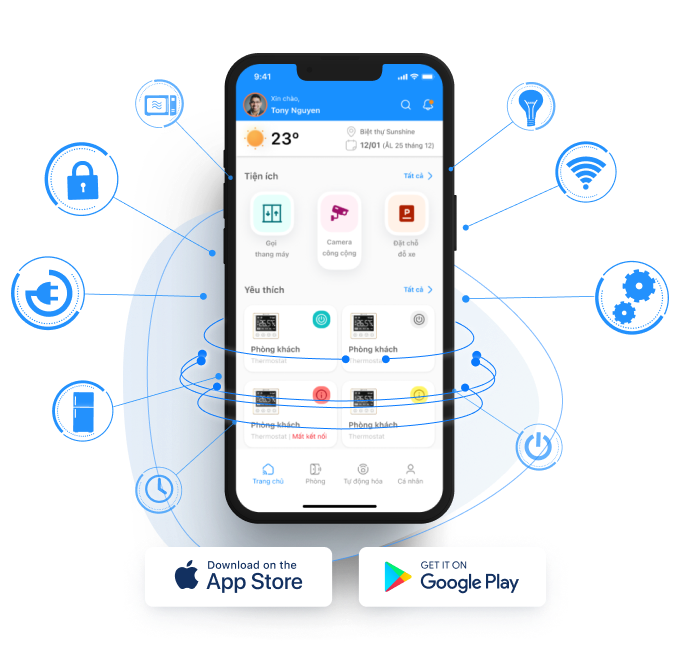 9:41
Xin chào,
Tony Nguyen
23°
Biệt thự Sunshine
12/01 (ÂL 25 tháng 12)
Tiện ích
Tất cả
Gọi
thang máy
Camera
công cộng
P
Đặt chỗ
đỗ xe
Yêu thích
Tất cả
Phòng khách
Thermostat
Phòng khách
Thermostat
Phòng khách
Thermostat | Mất kết nối
Phòng khách
Thermostat
Trang chủ
Phòng
Tự động hóa
Cá nhân
Download on the
App Store
GET IT ON
Google Play